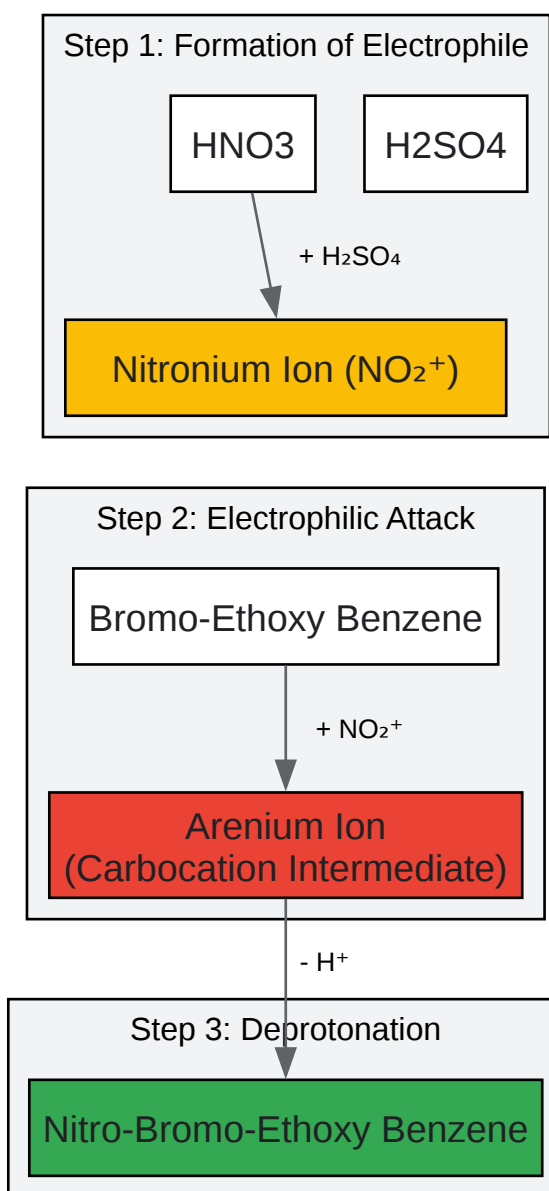 Step 1: Formation of Electrophile
HNO3
H2SO4
+ H₂SO₄
Nitronium Ion (NO₂⁺)
Step 2: Electrophilic Attack
Bromo-Ethoxy Benzene
+ NO₂⁺
Arenium Ion
(Carbocation Intermediate)
- H⁺
Step 3: Deprotonation
Nitro-Bromo-Ethoxy Benzene